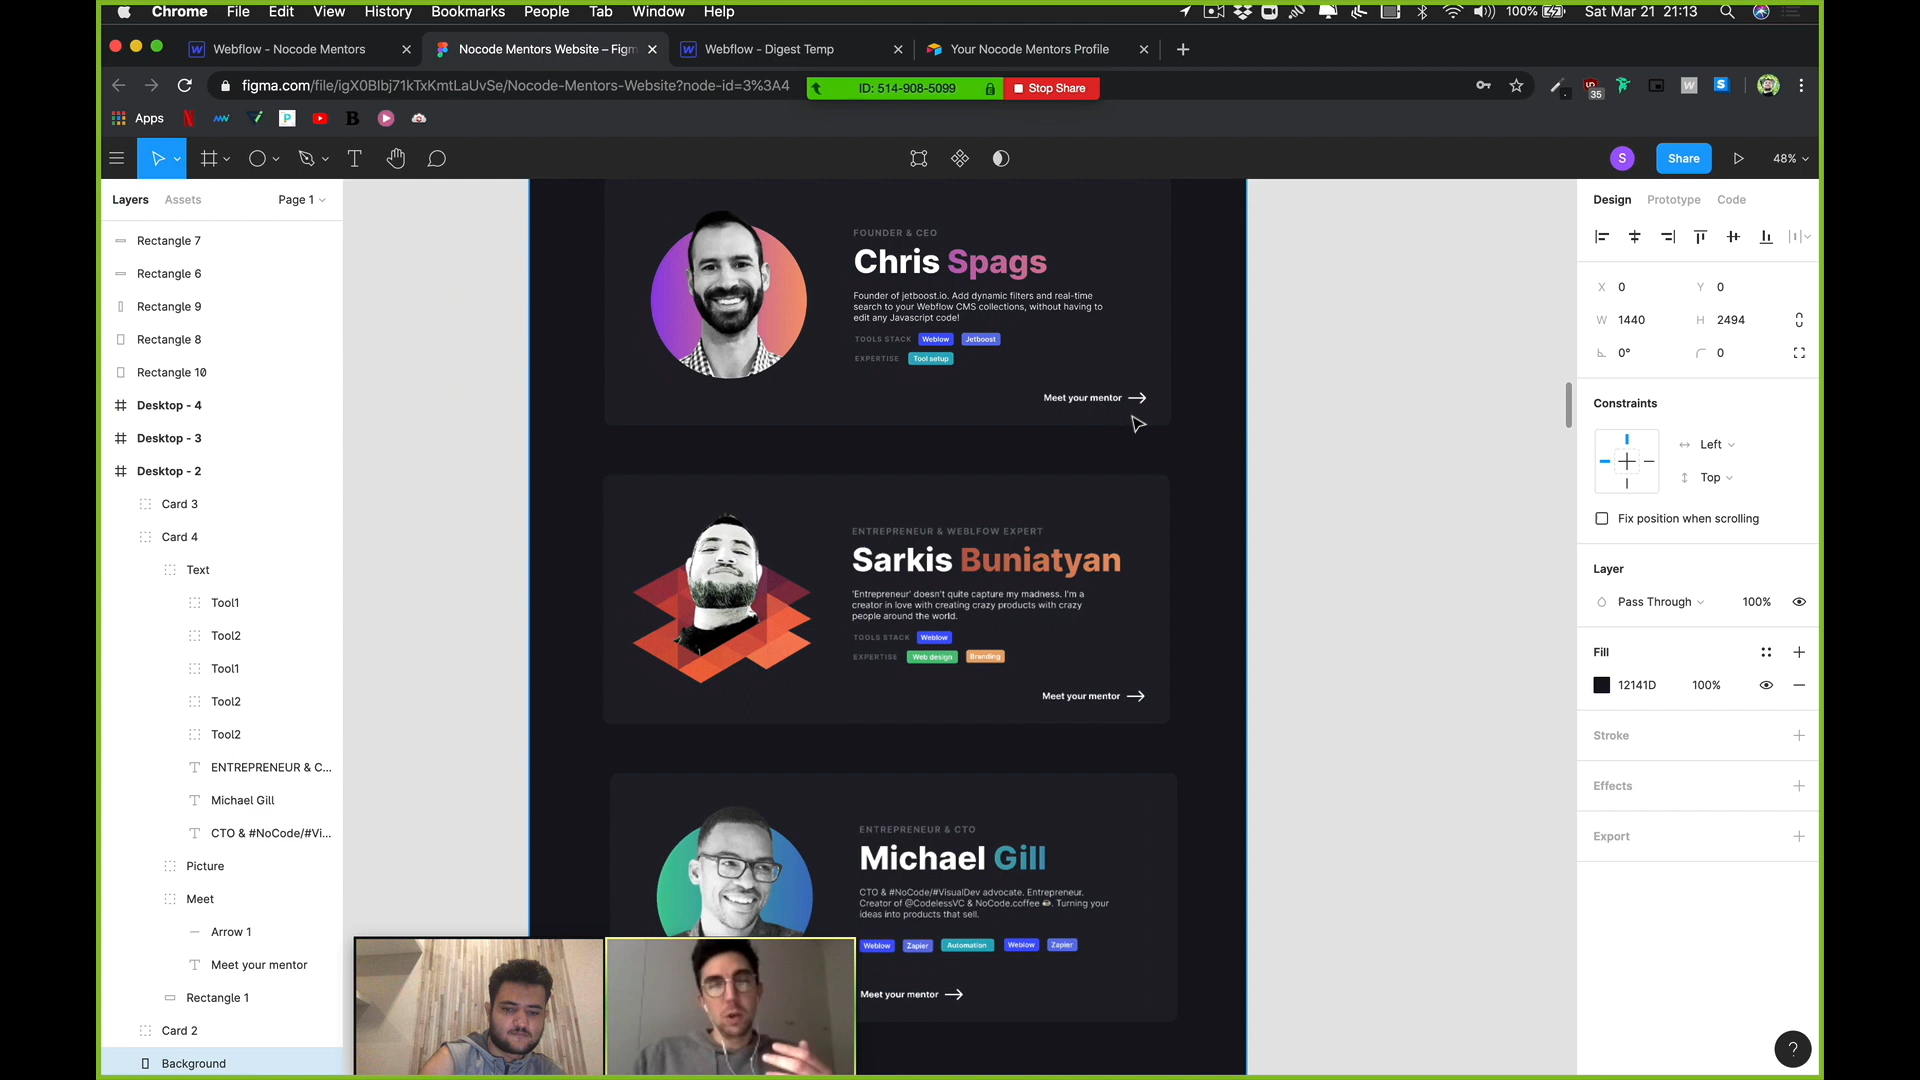 Chrome File Edit View History Bookmarks People Tab Window Help 100% Sat Mar 21 21:13
Webflow - Nocode Mentors
Nocode Mentors Website – Figm
Webflow - Digest Temp
Your Nocode Mentors Profile
figma.com/file/igX0BIbj71kTxKmtLaUvSe/Nocode-Mentors-Website?node-id=3%3A4
ID: 514-908-5099
Stop Share
35
Apps
S
Share
48%
Layers
Assets
Page 1
Rectangle 7
Rectangle 6
Rectangle 9
Rectangle 8
Rectangle 10
Desktop - 4
Desktop - 3
Desktop - 2
Card 3
Card 4
Text
Tool1
Tool2
Tool1
Tool2
Tool2
ENTREPRENEUR & C...
Michael Gill
CTO & #NoCode/#Vi...
Picture
Meet
Arrow 1
Meet your mentor
Rectangle 1
Card 2
Background
FOUNDER & CEO
Chris Spags
Founder of jetboost.io. Add dynamic filters and real-time
search to your Webflow CMS collections, without having to
edit any Javascript code!
TOOLS STACK Weblow Jetboost
EXPERTISE Tool setup
Meet your mentor
ENTREPRENEUR & WEBLFOW EXPERT
Sarkis Buniatyan
'Entrepreneur' doesn't quite capture my madness. I'm a
creator in love with creating crazy products with crazy
people around the world.
TOOLS STACK Weblow
EXPERTISE Web design Branding
Meet your mentor
ENTREPRENEUR & CTO
Michael Gill
CTO & #NoCode/#VisualDev advocate. Entrepreneur.
Creator of @CodelessVC & NoCode.coffee ☕. Turning your
ideas into products that sell.
Weblow Zapier Automation Weblow Zapier
Meet your mentor
Design
Prototype
Code
X 0 Y 0
W 1440 H 2494
0° 0
Constraints
Left
Top
Fix position when scrolling
Layer
Pass Through 100%
Fill
12141D 100%
Stroke
Effects
Export
?